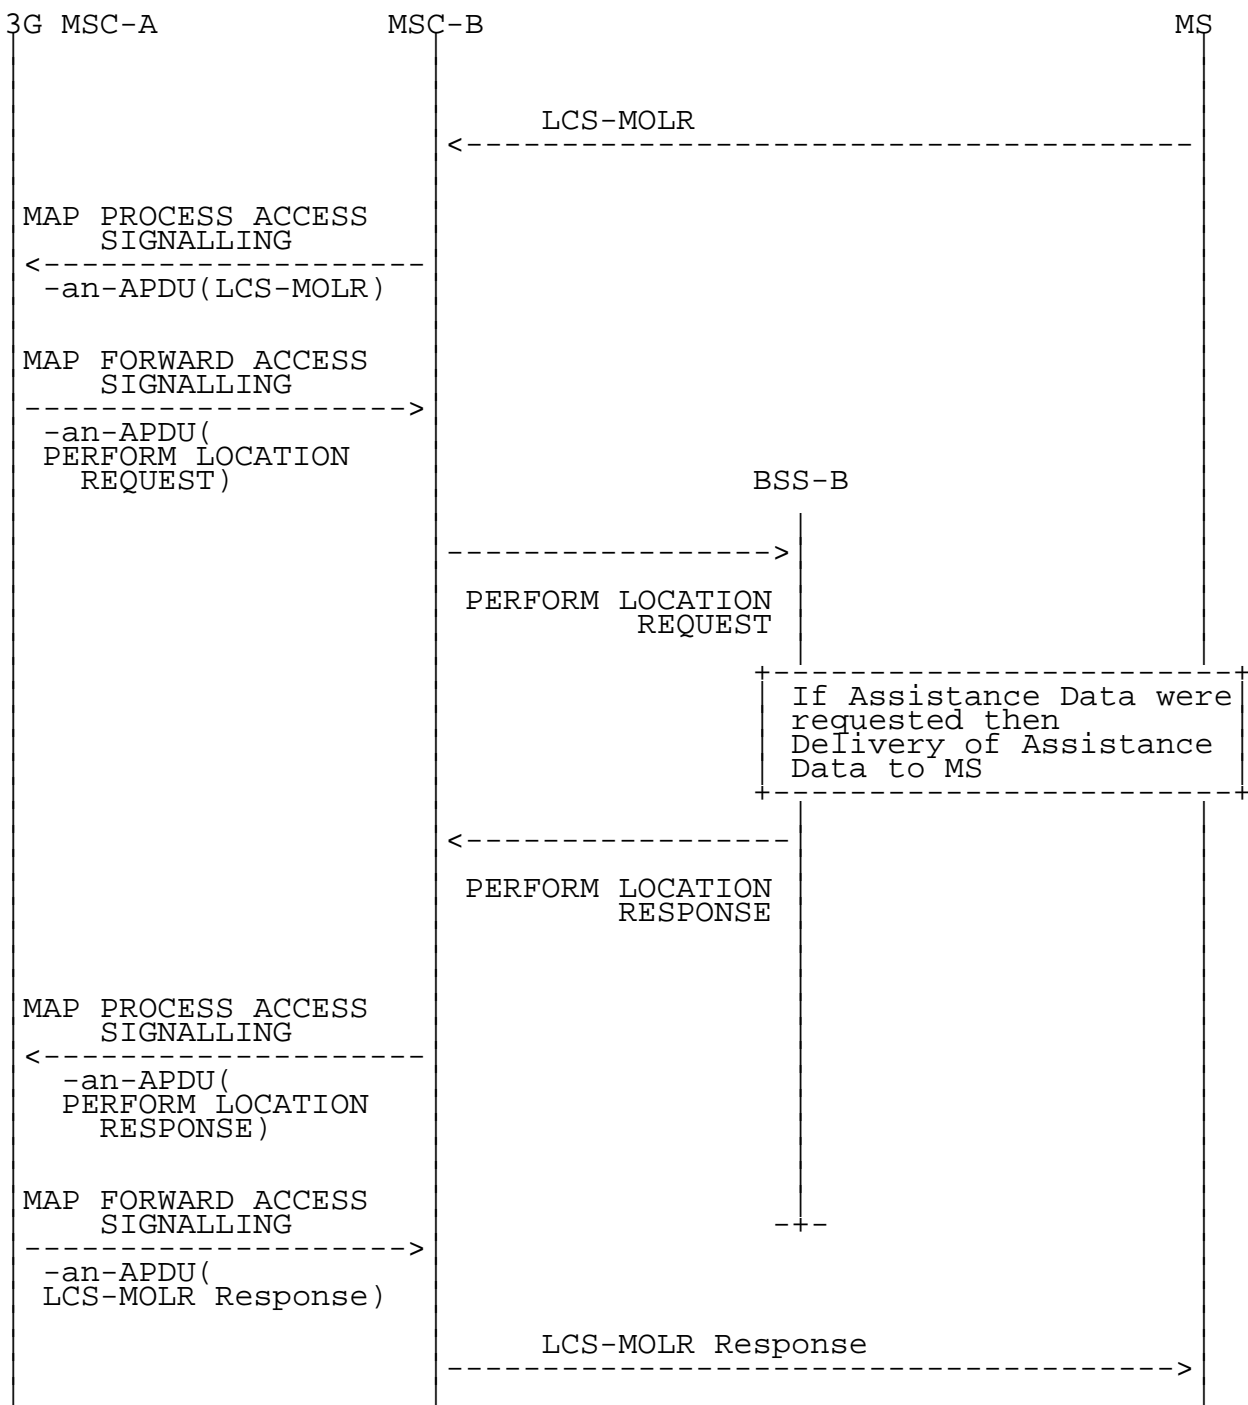 3G MSC-A MSC-B MS
LCS-MOLR
MAP PROCESS ACCESS
SIGNALLING
-an-APDU(LCS-MOLR)
MAP FORWARD ACCESS
SIGNALLING
-an-APDU(
PERFORM LOCATION
REQUEST)
BSS-B
PERFORM LOCATION
REQUEST
If Assistance Data were
requested then
Delivery of Assistance
Data to MS
PERFORM LOCATION
RESPONSE
MAP PROCESS ACCESS
SIGNALLING
-an-APDU(
PERFORM LOCATION
RESPONSE)
MAP FORWARD ACCESS
SIGNALLING
-an-APDU(
LCS-MOLR Response)
LCS-MOLR Response